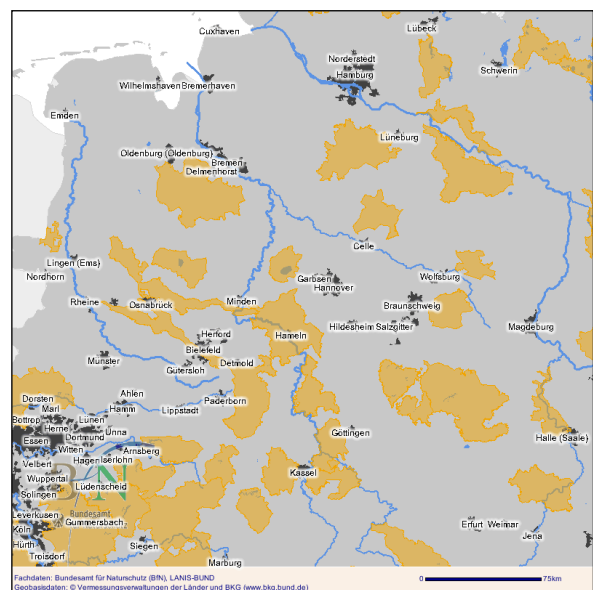 Cuxhaven
Lübeck
Norderstedt
Hamburg
Schwerin
Wilhelmshaven
Bremerhaven
Emden
Lüneburg
Oldenburg (Oldenburg)
Bremen
Delmenhorst
Celle
Lingen (Ems)
Nordhorn
Garbsen
Hannover
Wolfsburg
Rheine
Osnabrück
Minden
Braunschweig
Hildesheim
Salzgitter
Magdeburg
Herford
Hameln
Bielefeld
Münster
Gütersloh
Detmold
Ahlen
Paderborn
Dorsten
Marl
Hamm
Lippstadt
Bottrop
Herne
Lünen
Unna
Göttingen
Halle (Saale)
Essen
Dortmund
Witten
Arnsberg
Velbert
Hagen
Iserlohn
Kassel
Wuppertal
Lüdenscheid
Solingen
Leverkusen
Bundesamt
Gummersbach
Köln
Erfurt
Weimar
Hürth
Siegen
Jena
Troisdorf
Marburg
Fachdaten: Bundesamt für Naturschutz (BfN), LANIS-BUND
0 75km
Geobasisdaten: © Vermessungsverwaltungen der Länder und BKG (www.bkg.bund.de)